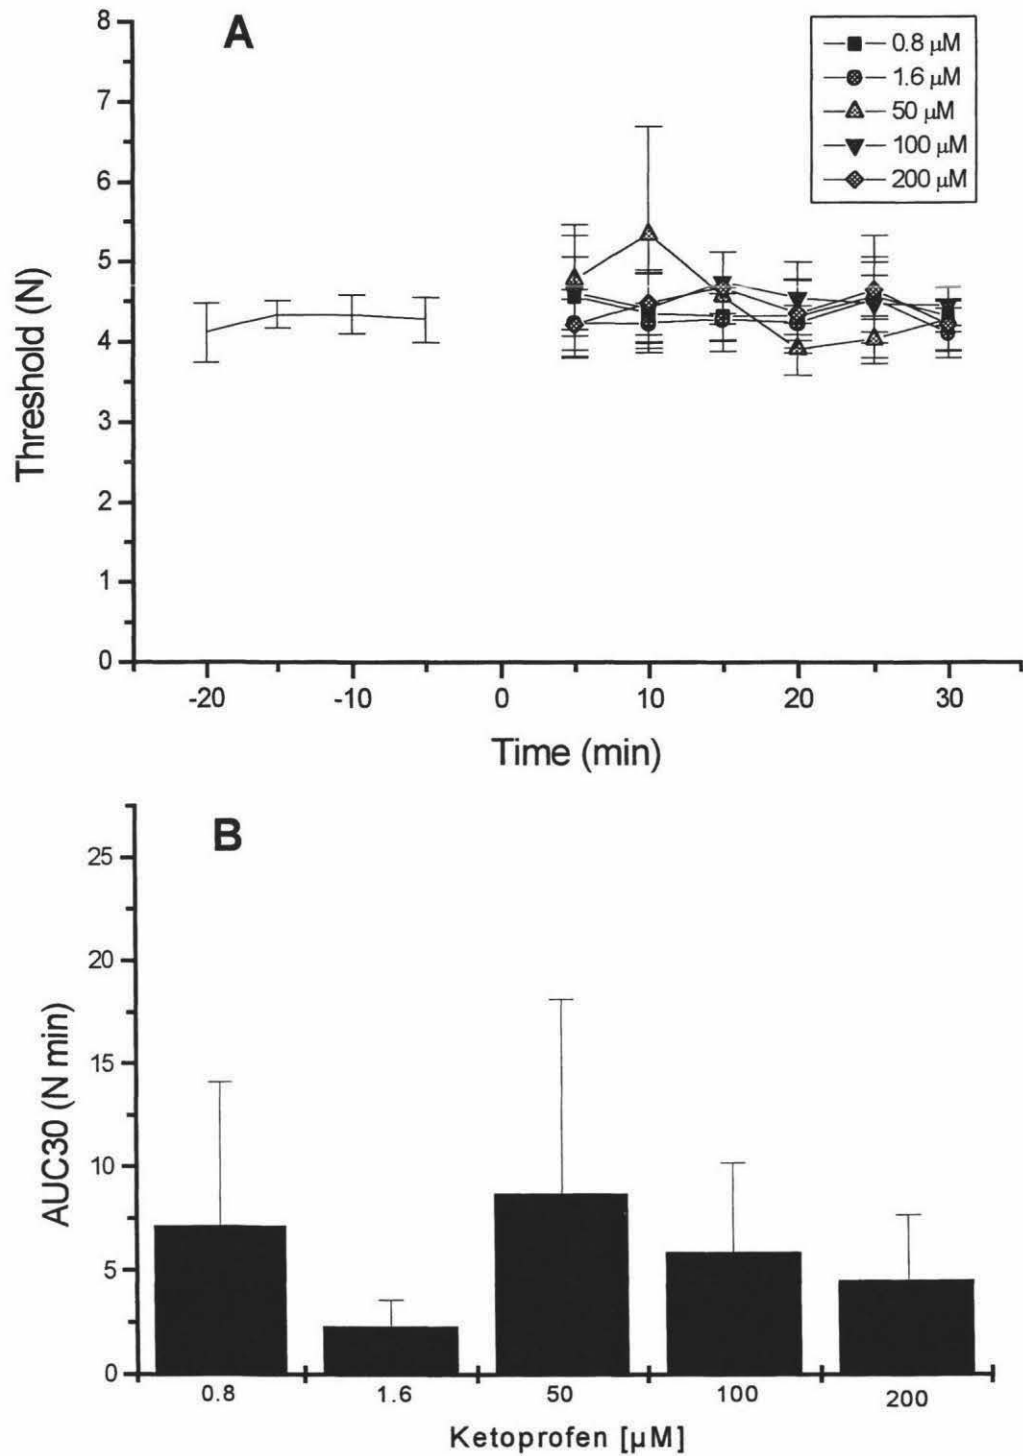 A
0.8 μM
1.6 μM
50 μM
100 μM
200 μM
8
7
6
5
4
3
2
1
0
Threshold (N)
-20 -10 0 10 20 30
Time (min)
B
25
20
15
10
5
0
AUC30 (N min)
0.8 1.6 50 100 200
Ketoprofen [μM]